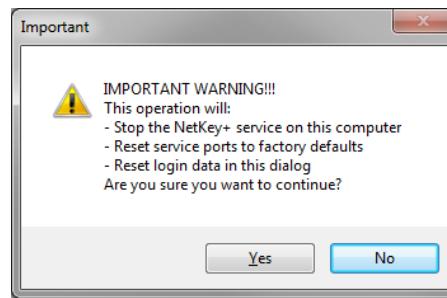 Important
IMPORTANT WARNING!!!
This operation will:
- Stop the NetKey+ service on this computer
- Reset service ports to factory defaults
- Reset login data in this dialog
Are you sure you want to continue?
Yes
No